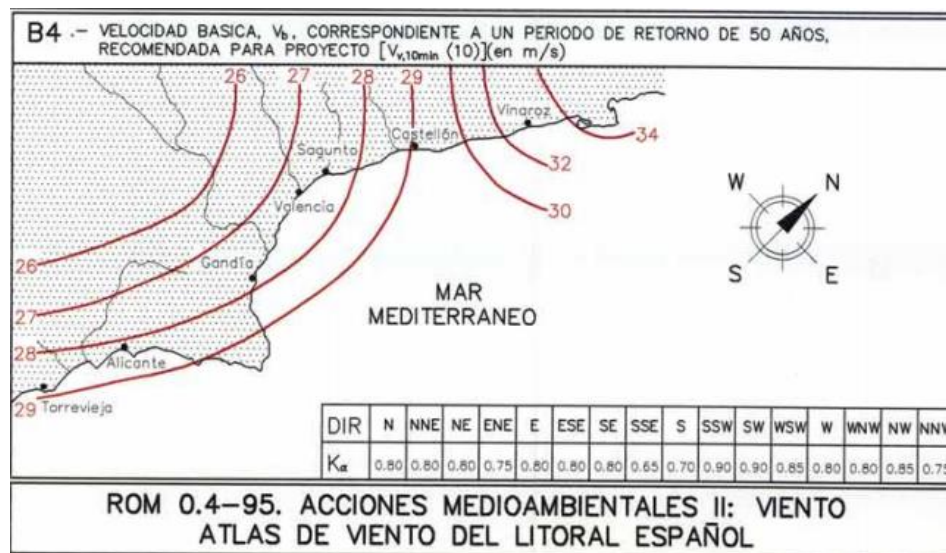 B4 .- VELOCIDAD BASICA, Vb, CORRESPONDIENTE A UN PERIODO DE RETORNO DE 50 AÑOS,
RECOMENDADA PARA PROYECTO [Vv,10min (10)](en m/s)
26
27
28
29
Vinaroz
34
Castellón
Sagunto
32
Valencia
30
W
N
S
E
Gandía
26
MAR
MEDITERRANEO
27
28
Alicante
29
Torrevieja
DIR N NNE NE ENE E ESE SE SSE S SSW SW WSW W WNW NW NNW
Kα 0.80 0.80 0.80 0.75 0.80 0.80 0.80 0.65 0.70 0.90 0.90 0.85 0.80 0.80 0.85 0.75
ROM 0.4-95. ACCIONES MEDIOAMBIENTALES II: VIENTO
ATLAS DE VIENTO DEL LITORAL ESPAÑOL